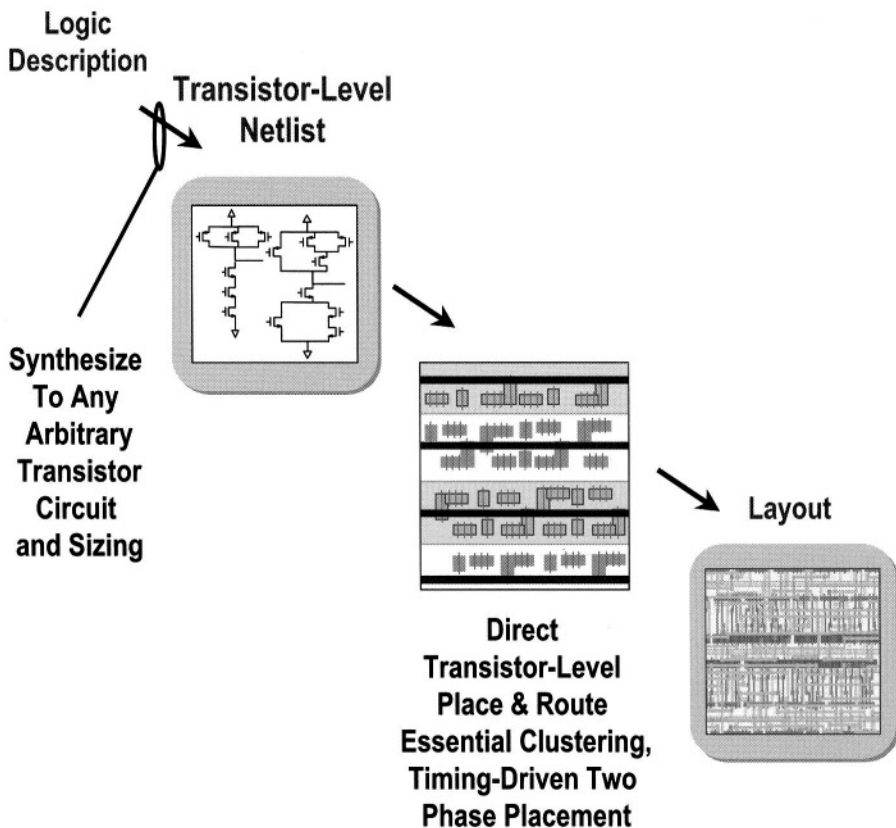 Logic
Description
Transistor-Level
Netlist
Synthesize
To Any
Arbitrary
Transistor
Circuit
and Sizing
Layout
Direct
Transistor-Level
Place & Route
Essential Clustering,
Timing-Driven Two
Phase Placement